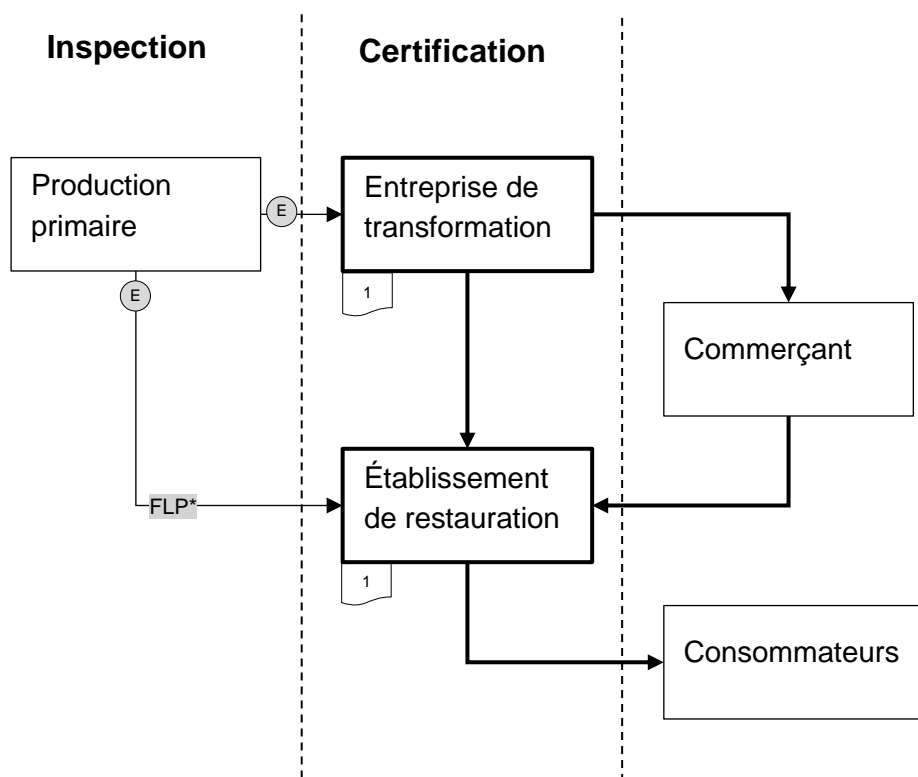 Inspection
Certification
Production
primaire
E
Entreprise de
transformation
1
E
Commerçant
Établissement
de restauration
FLP*
1
Consommateurs